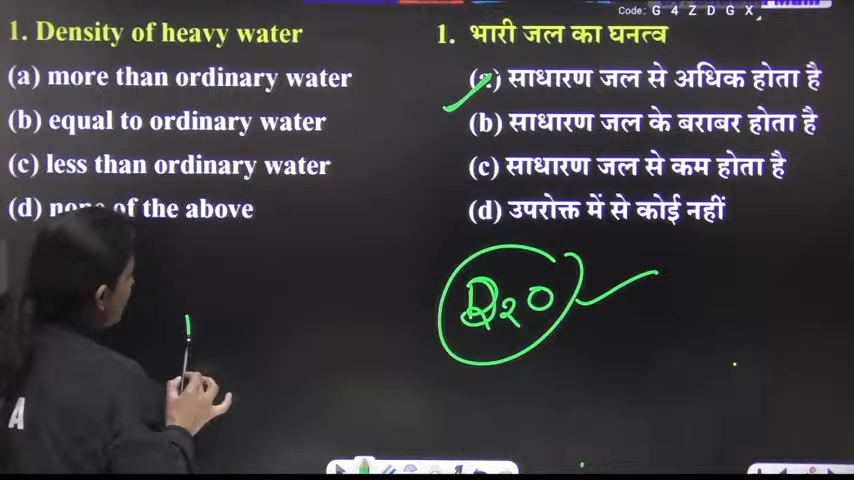 Code: G 4 Z D G X
1. Density of heavy water
(a) more than ordinary water
(b) equal to ordinary water
(c) less than ordinary water
(d) none of the above
1. भारी जल का घनत्व
(a) साधारण जल से अधिक होता है
(b) साधारण जल के बराबर होता है
(c) साधारण जल से कम होता है
(d) उपरोक्त में से कोई नहीं
D₂O
A